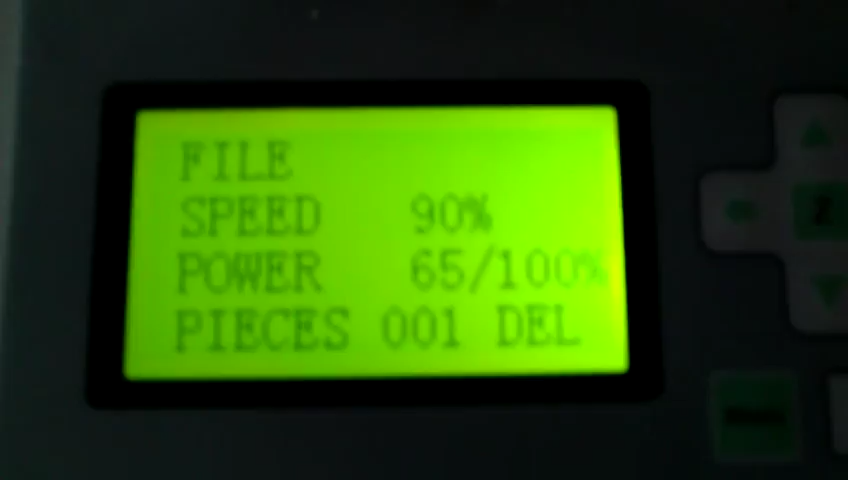 FILE
SPEED 90%
POWER 65/100%
PIECES 001 DEL
Z